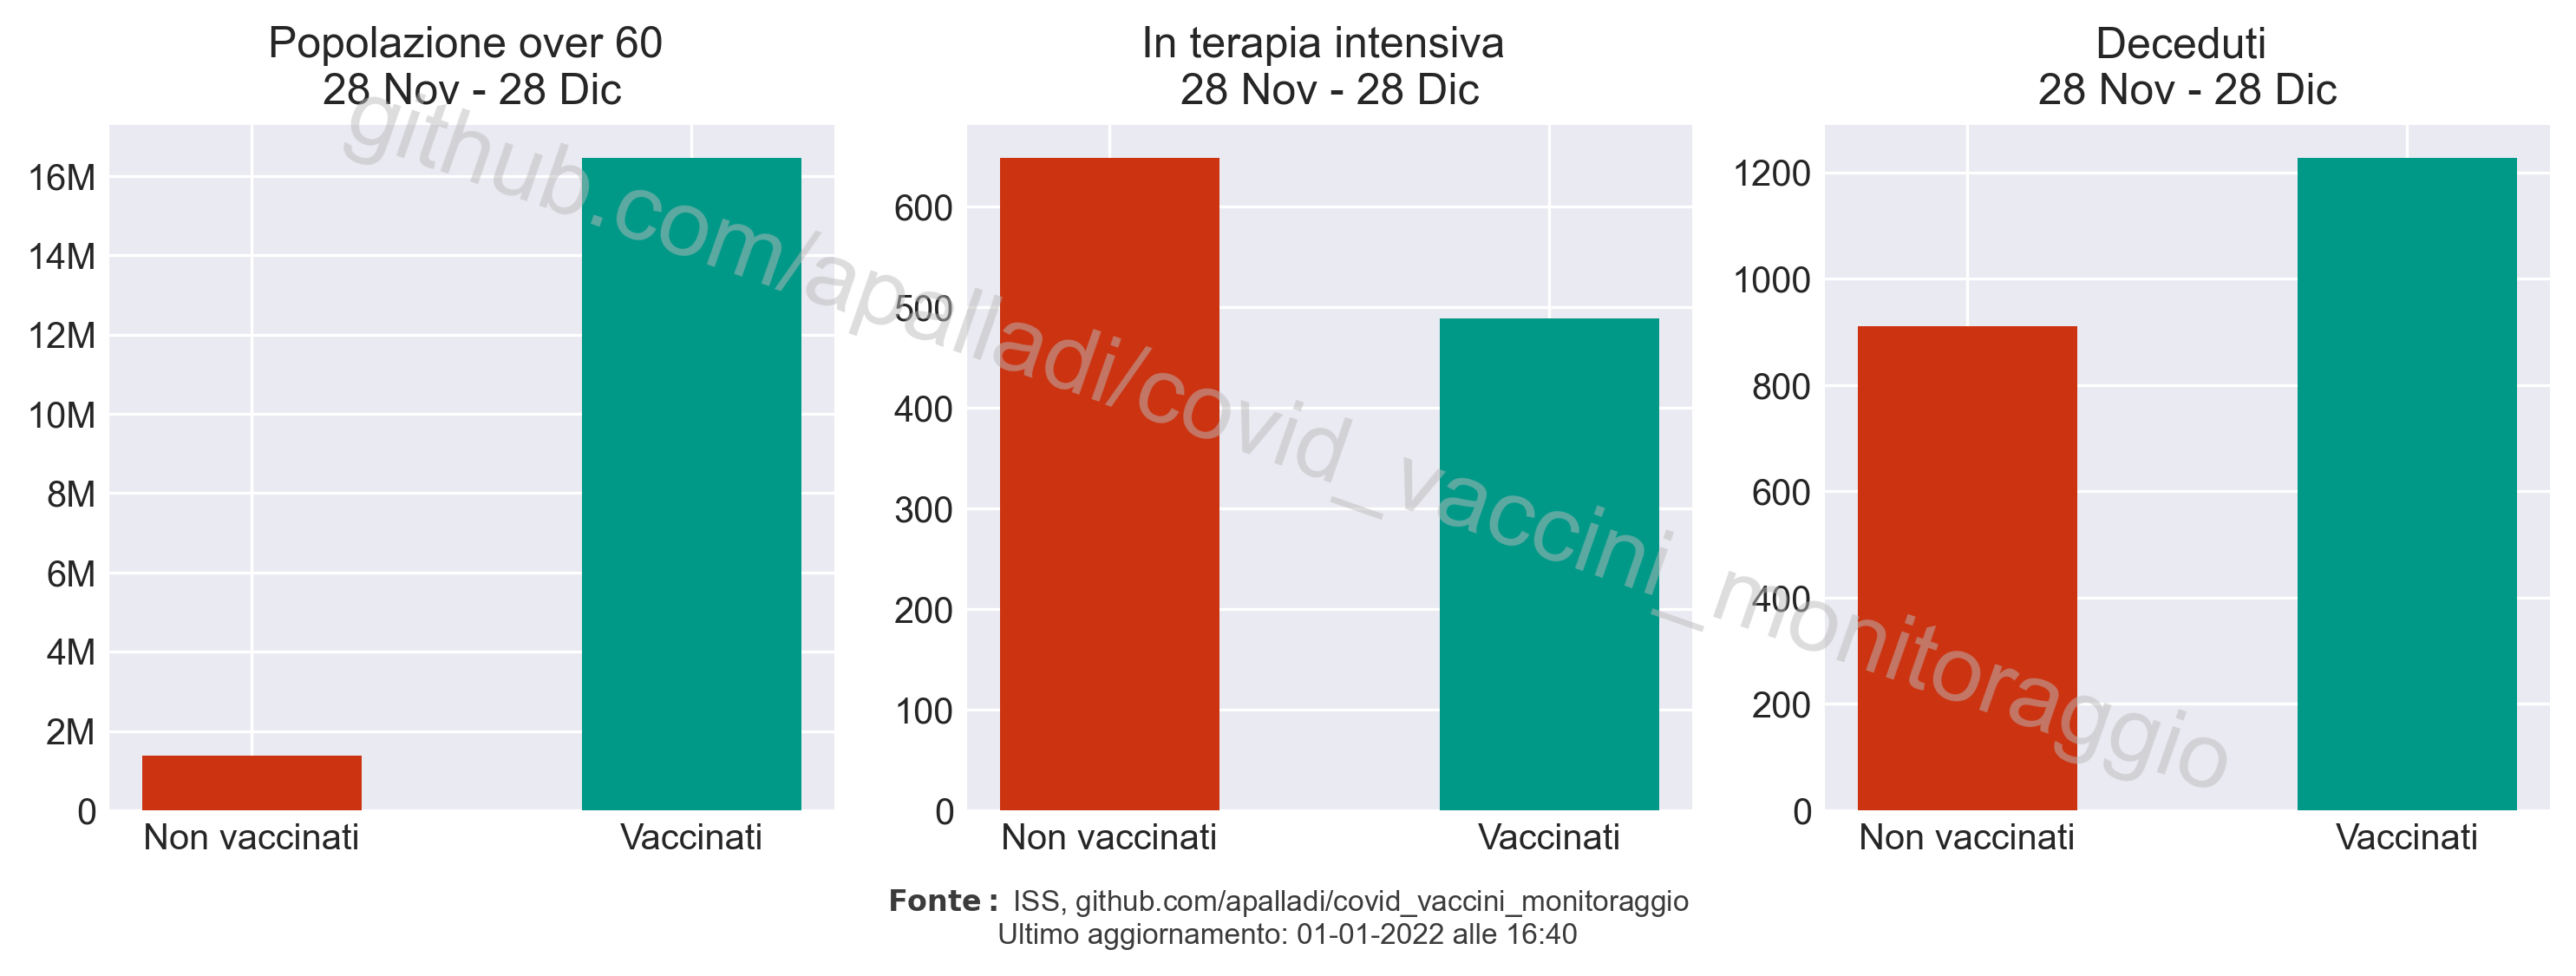 Popolazione over 60
28 Nov - 28 Dic
16M
14M
12M
10M
8M
6M
4M
2M
0
Non vaccinati
Vaccinati
In terapia intensiva
28 Nov - 28 Dic
600
500
400
300
200
100
0
Non vaccinati
Vaccinati
Deceduti
28 Nov - 28 Dic
1200
1000
800
600
400
200
0
Non vaccinati
Vaccinati
github.com/apalladi/covid_vaccini_monitoraggio
Fonte: ISS, github.com/apalladi/covid_vaccini_monitoraggio
Ultimo aggiornamento: 01-01-2022 alle 16:40